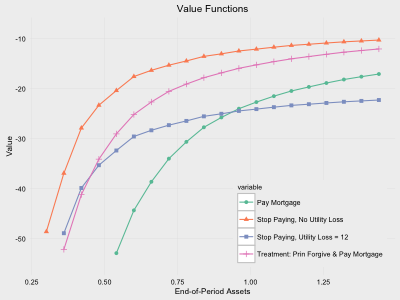 Value Functions
-10
-20
-30
-40
-50
Value
0.25
0.50
0.75
1.00
1.25
End-of-Period Assets
variable
Pay Mortgage
Stop Paying, No Utility Loss
Stop Paying, Utility Loss = 12
Treatment: Prin Forgive & Pay Mortgage